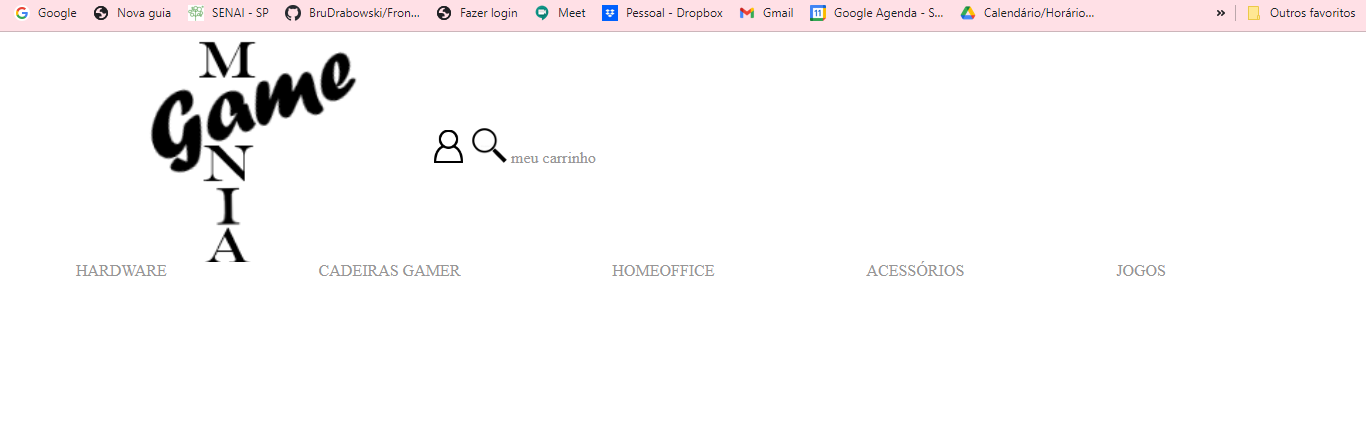 Google Nova guia SENAI - SP BruDrabowski/Fron... Fazer login Meet Pessoal - Dropbox Gmail Google Agenda - S... Calendário/Horário... » Outros favoritos
M
Game
N
I
A
meu carrinho
HARDWARE CADEIRAS GAMER HOMEOFFICE ACESSÓRIOS JOGOS